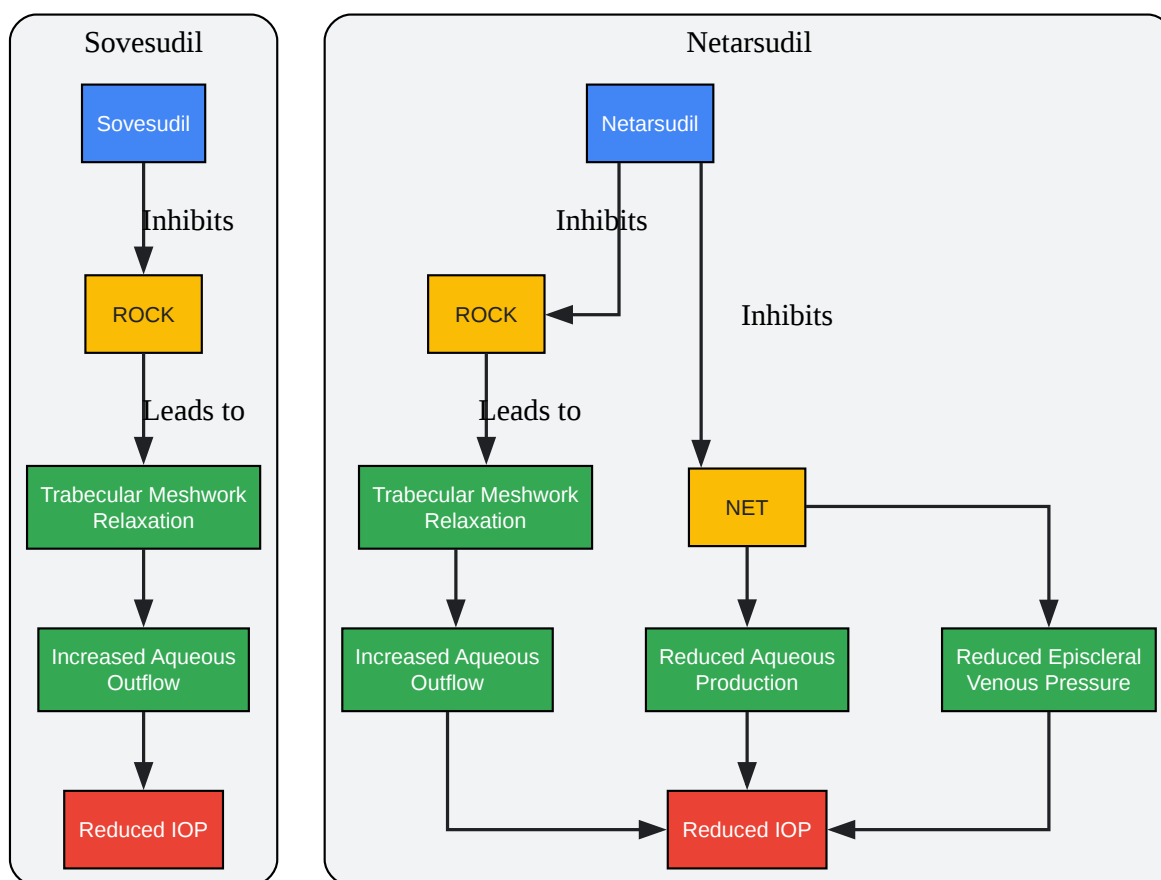 Sovesudil
Sovesudil
Inhibits
ROCK
Leads to
Trabecular Meshwork
Relaxation
Increased Aqueous
Outflow
Reduced IOP
Netarsudil
Netarsudil
Inhibits
ROCK
Inhibits
Leads to
Trabecular Meshwork
Relaxation
NET
Increased Aqueous
Outflow
Reduced Aqueous
Production
Reduced Episcleral
Venous Pressure
Reduced IOP